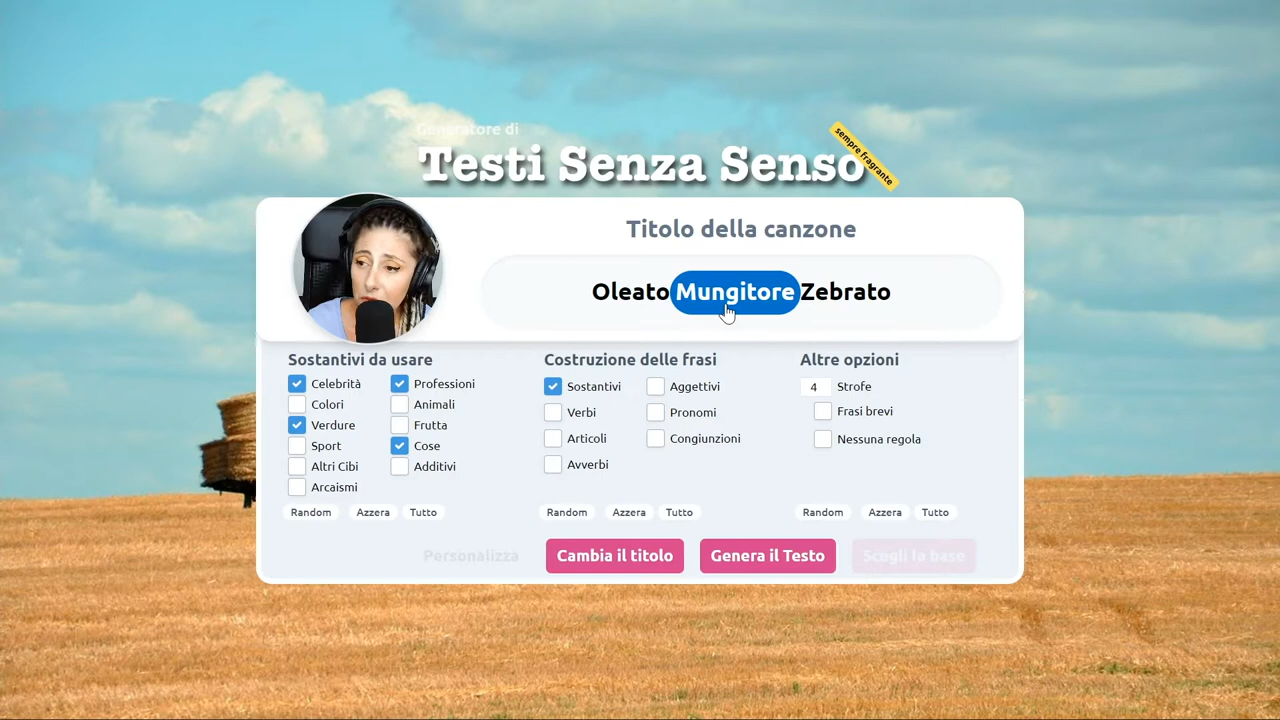 Generatore di
Testi Senza Senso
sempre fragrante
Titolo della canzone
Oleato Mungitore Zebrato
Sostantivi da usare
Celebrità
Professioni
Colori
Animali
Verdure
Frutta
Sport
Cose
Altri Cibi
Additivi
Arcaismi
Random
Azzera
Tutto
Costruzione delle frasi
Sostantivi
Aggettivi
Verbi
Pronomi
Articoli
Congiunzioni
Avverbi
Random
Azzera
Tutto
Altre opzioni
4 Strofe
Frasi brevi
Nessuna regola
Random
Azzera
Tutto
Personalizza
Cambia il titolo
Genera il Testo
Scegli la base